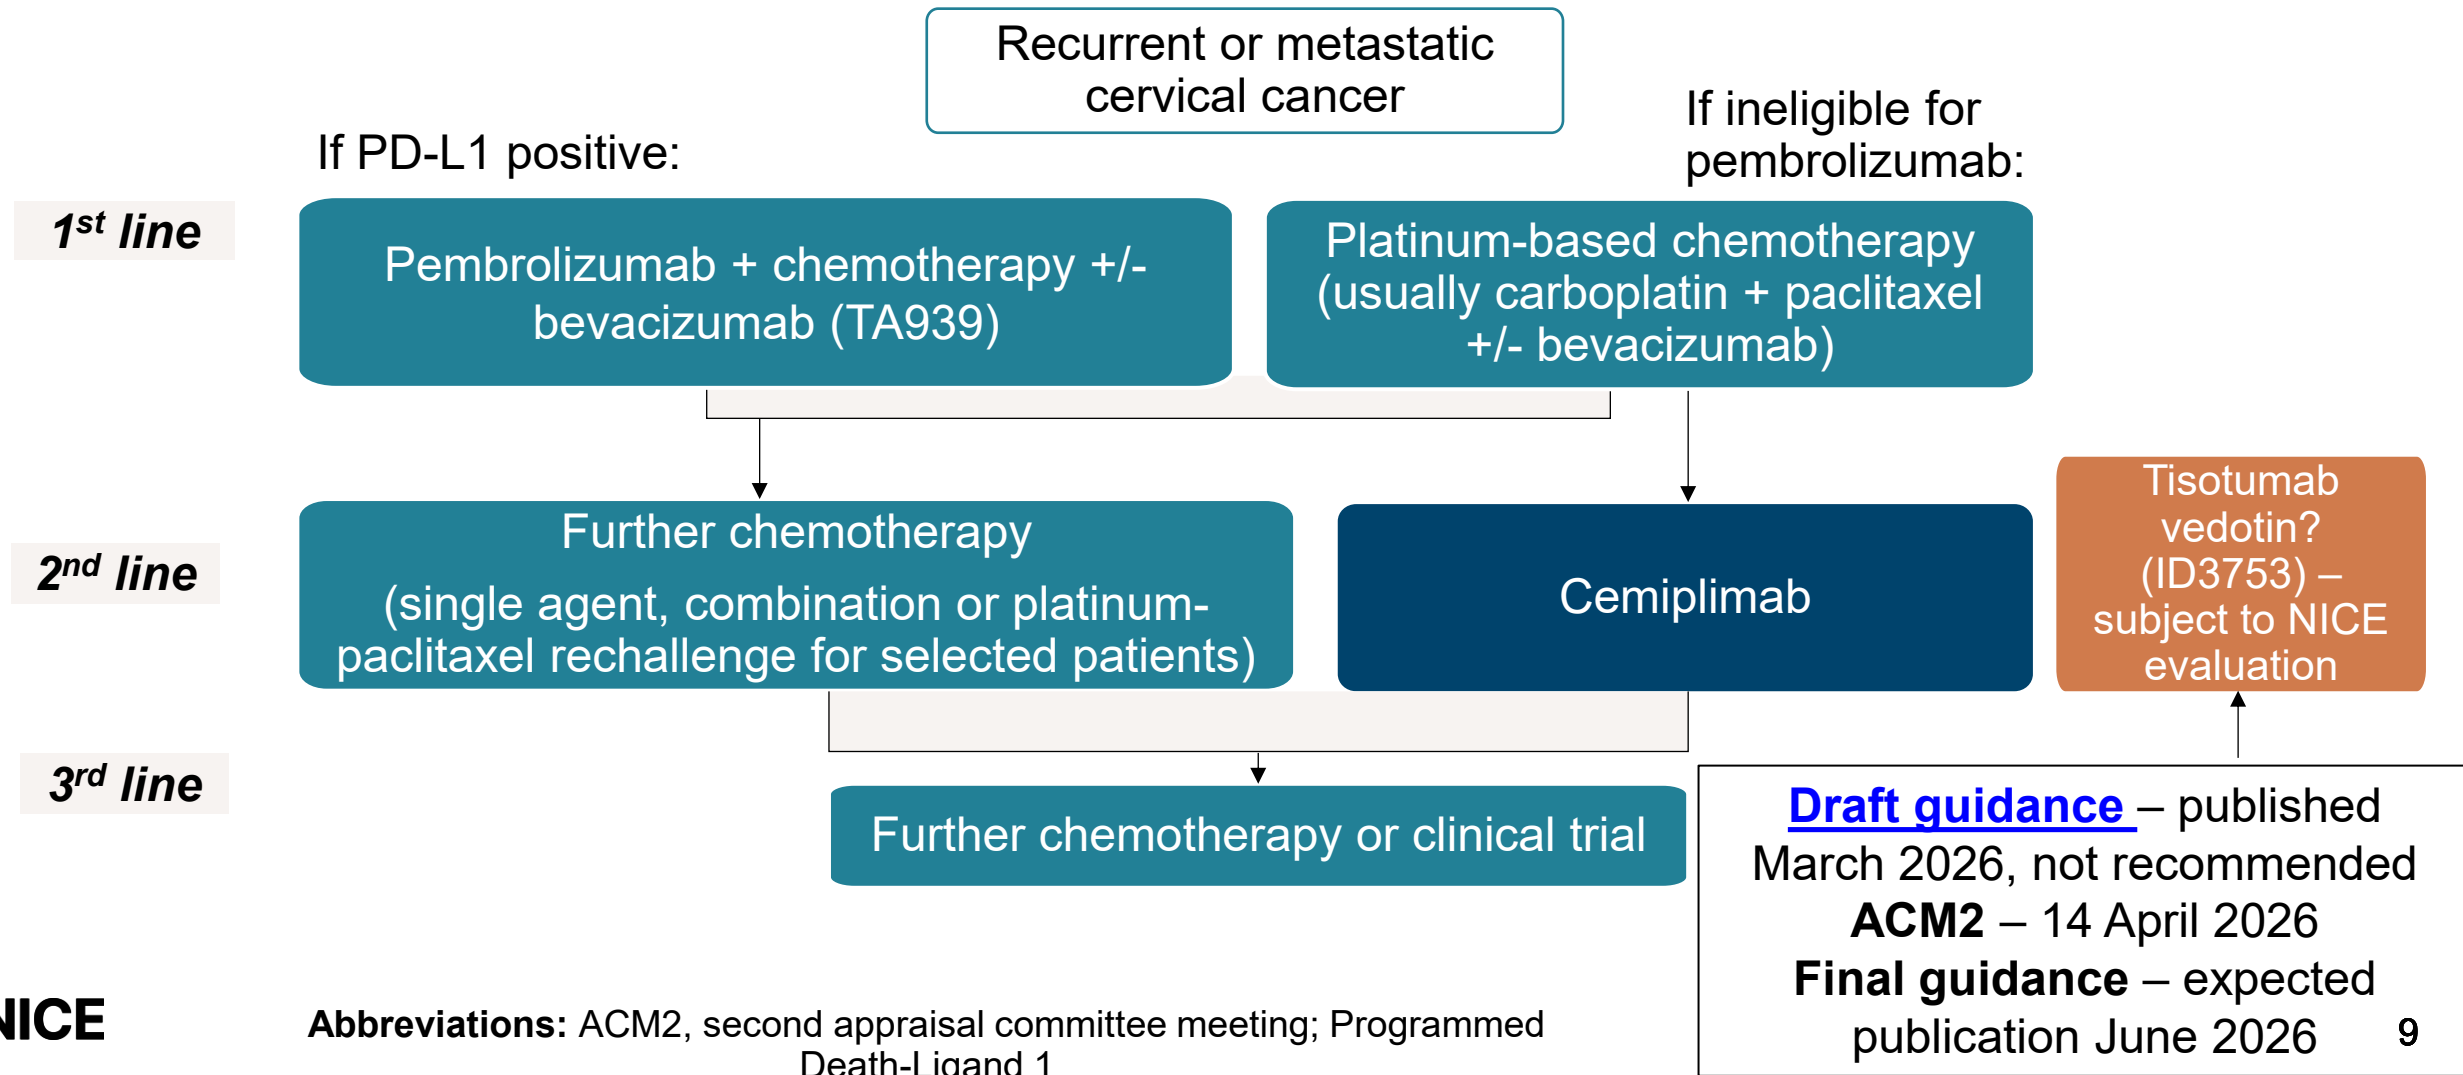 Recurrent or metastatic
cervical cancer
If PD-L1 positive:
If ineligible for
pembrolizumab:
1st line
Pembrolizumab + chemotherapy +/-
bevacizumab (TA939)
Platinum-based chemotherapy
(usually carboplatin + paclitaxel
+/- bevacizumab)
2nd line
Further chemotherapy
(single agent, combination or platinum-
paclitaxel rechallenge for selected patients)
Cemiplimab
Tisotumab
vedotin?
(ID3753) –
subject to NICE
evaluation
3rd line
Further chemotherapy or clinical trial
Draft guidance – published
March 2026, not recommended
ACM2 – 14 April 2026
Final guidance – expected
publication June 2026
NICE
Abbreviations: ACM2, second appraisal committee meeting; Programmed
Death-Ligand 1
9